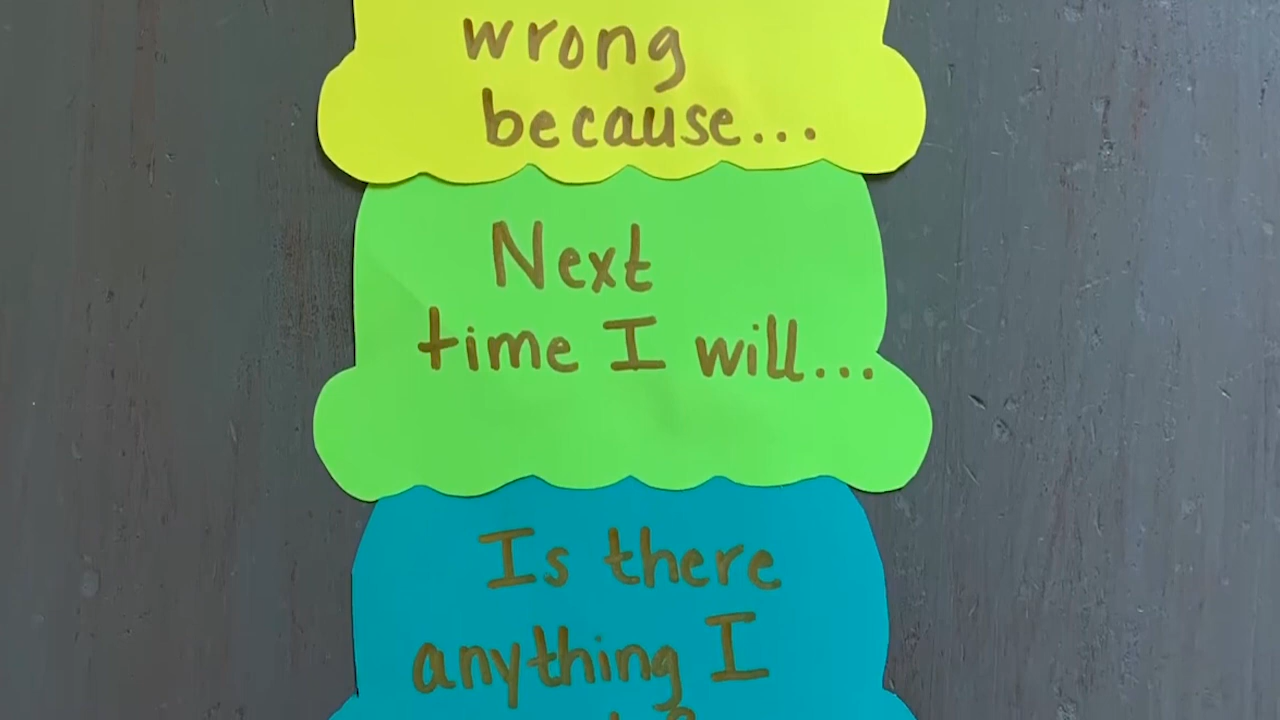 wrong
because...
Next
time I will...
Is there
anything I